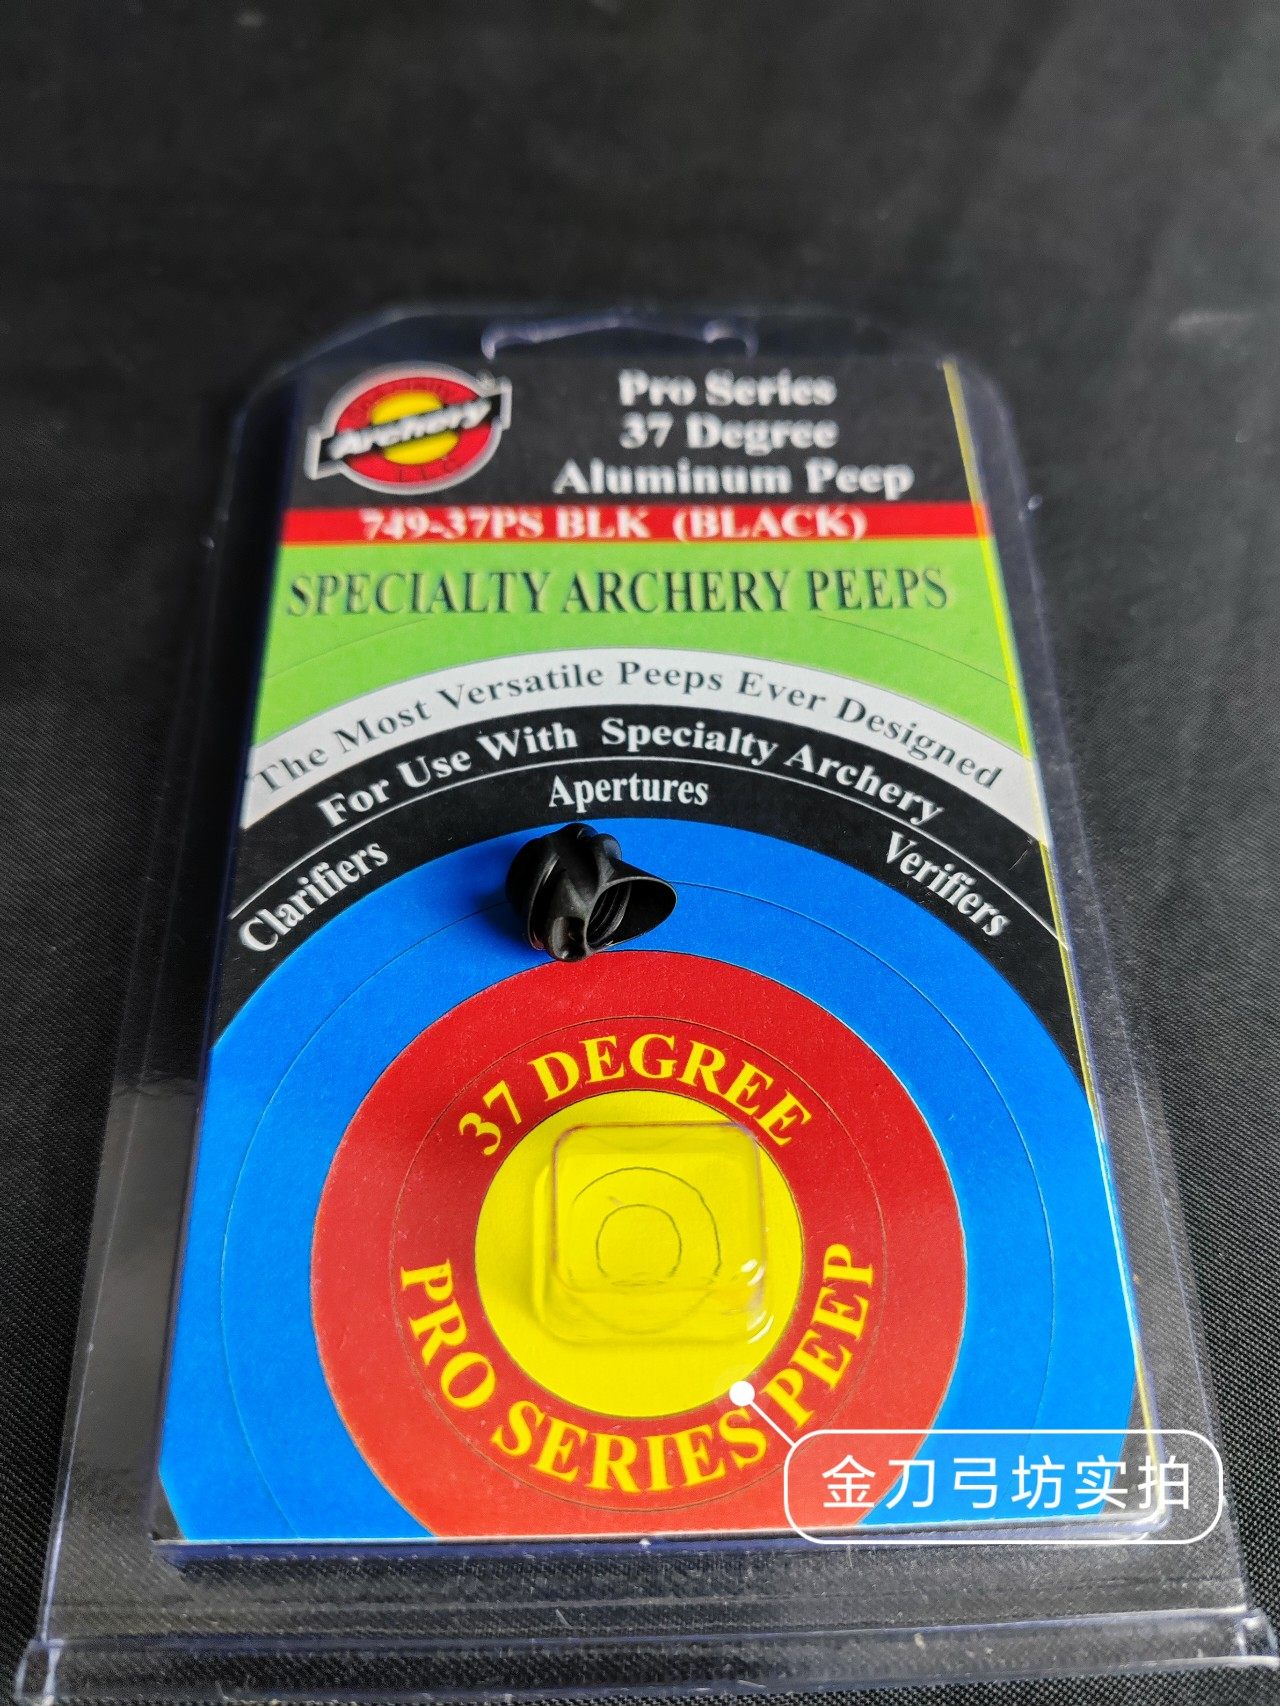 Archery
LLC
Pro Series
37 Degree
Aluminum Peep
749-37PS BLK (BLACK)
SPECIALTY ARCHERY PEEPS
The Most Versatile Peeps Ever Designed
For Use With Specialty Archery
Clarifiers
Apertures
Verifiers
37 DEGREE
PRO SERIES PEEP
金刀弓坊实拍